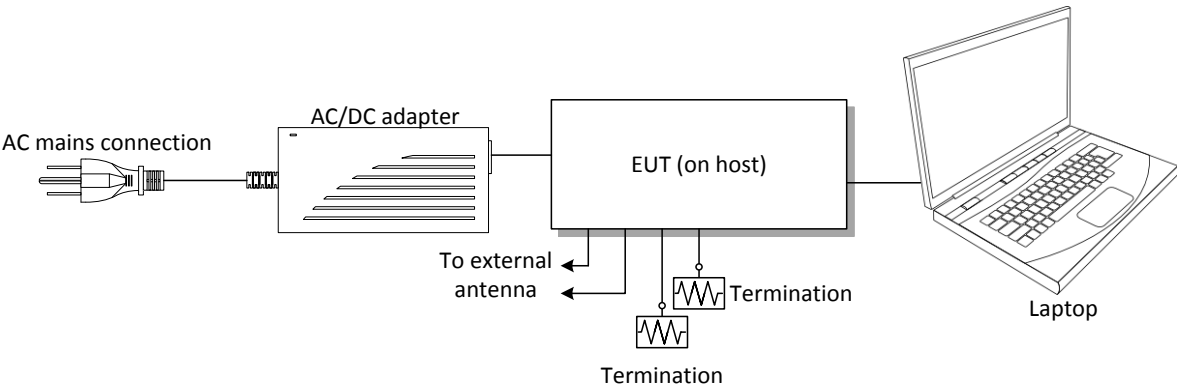 AC/DC adapter
AC mains connection
EUT (on host)
To external
antenna
Termination
Laptop
Termination